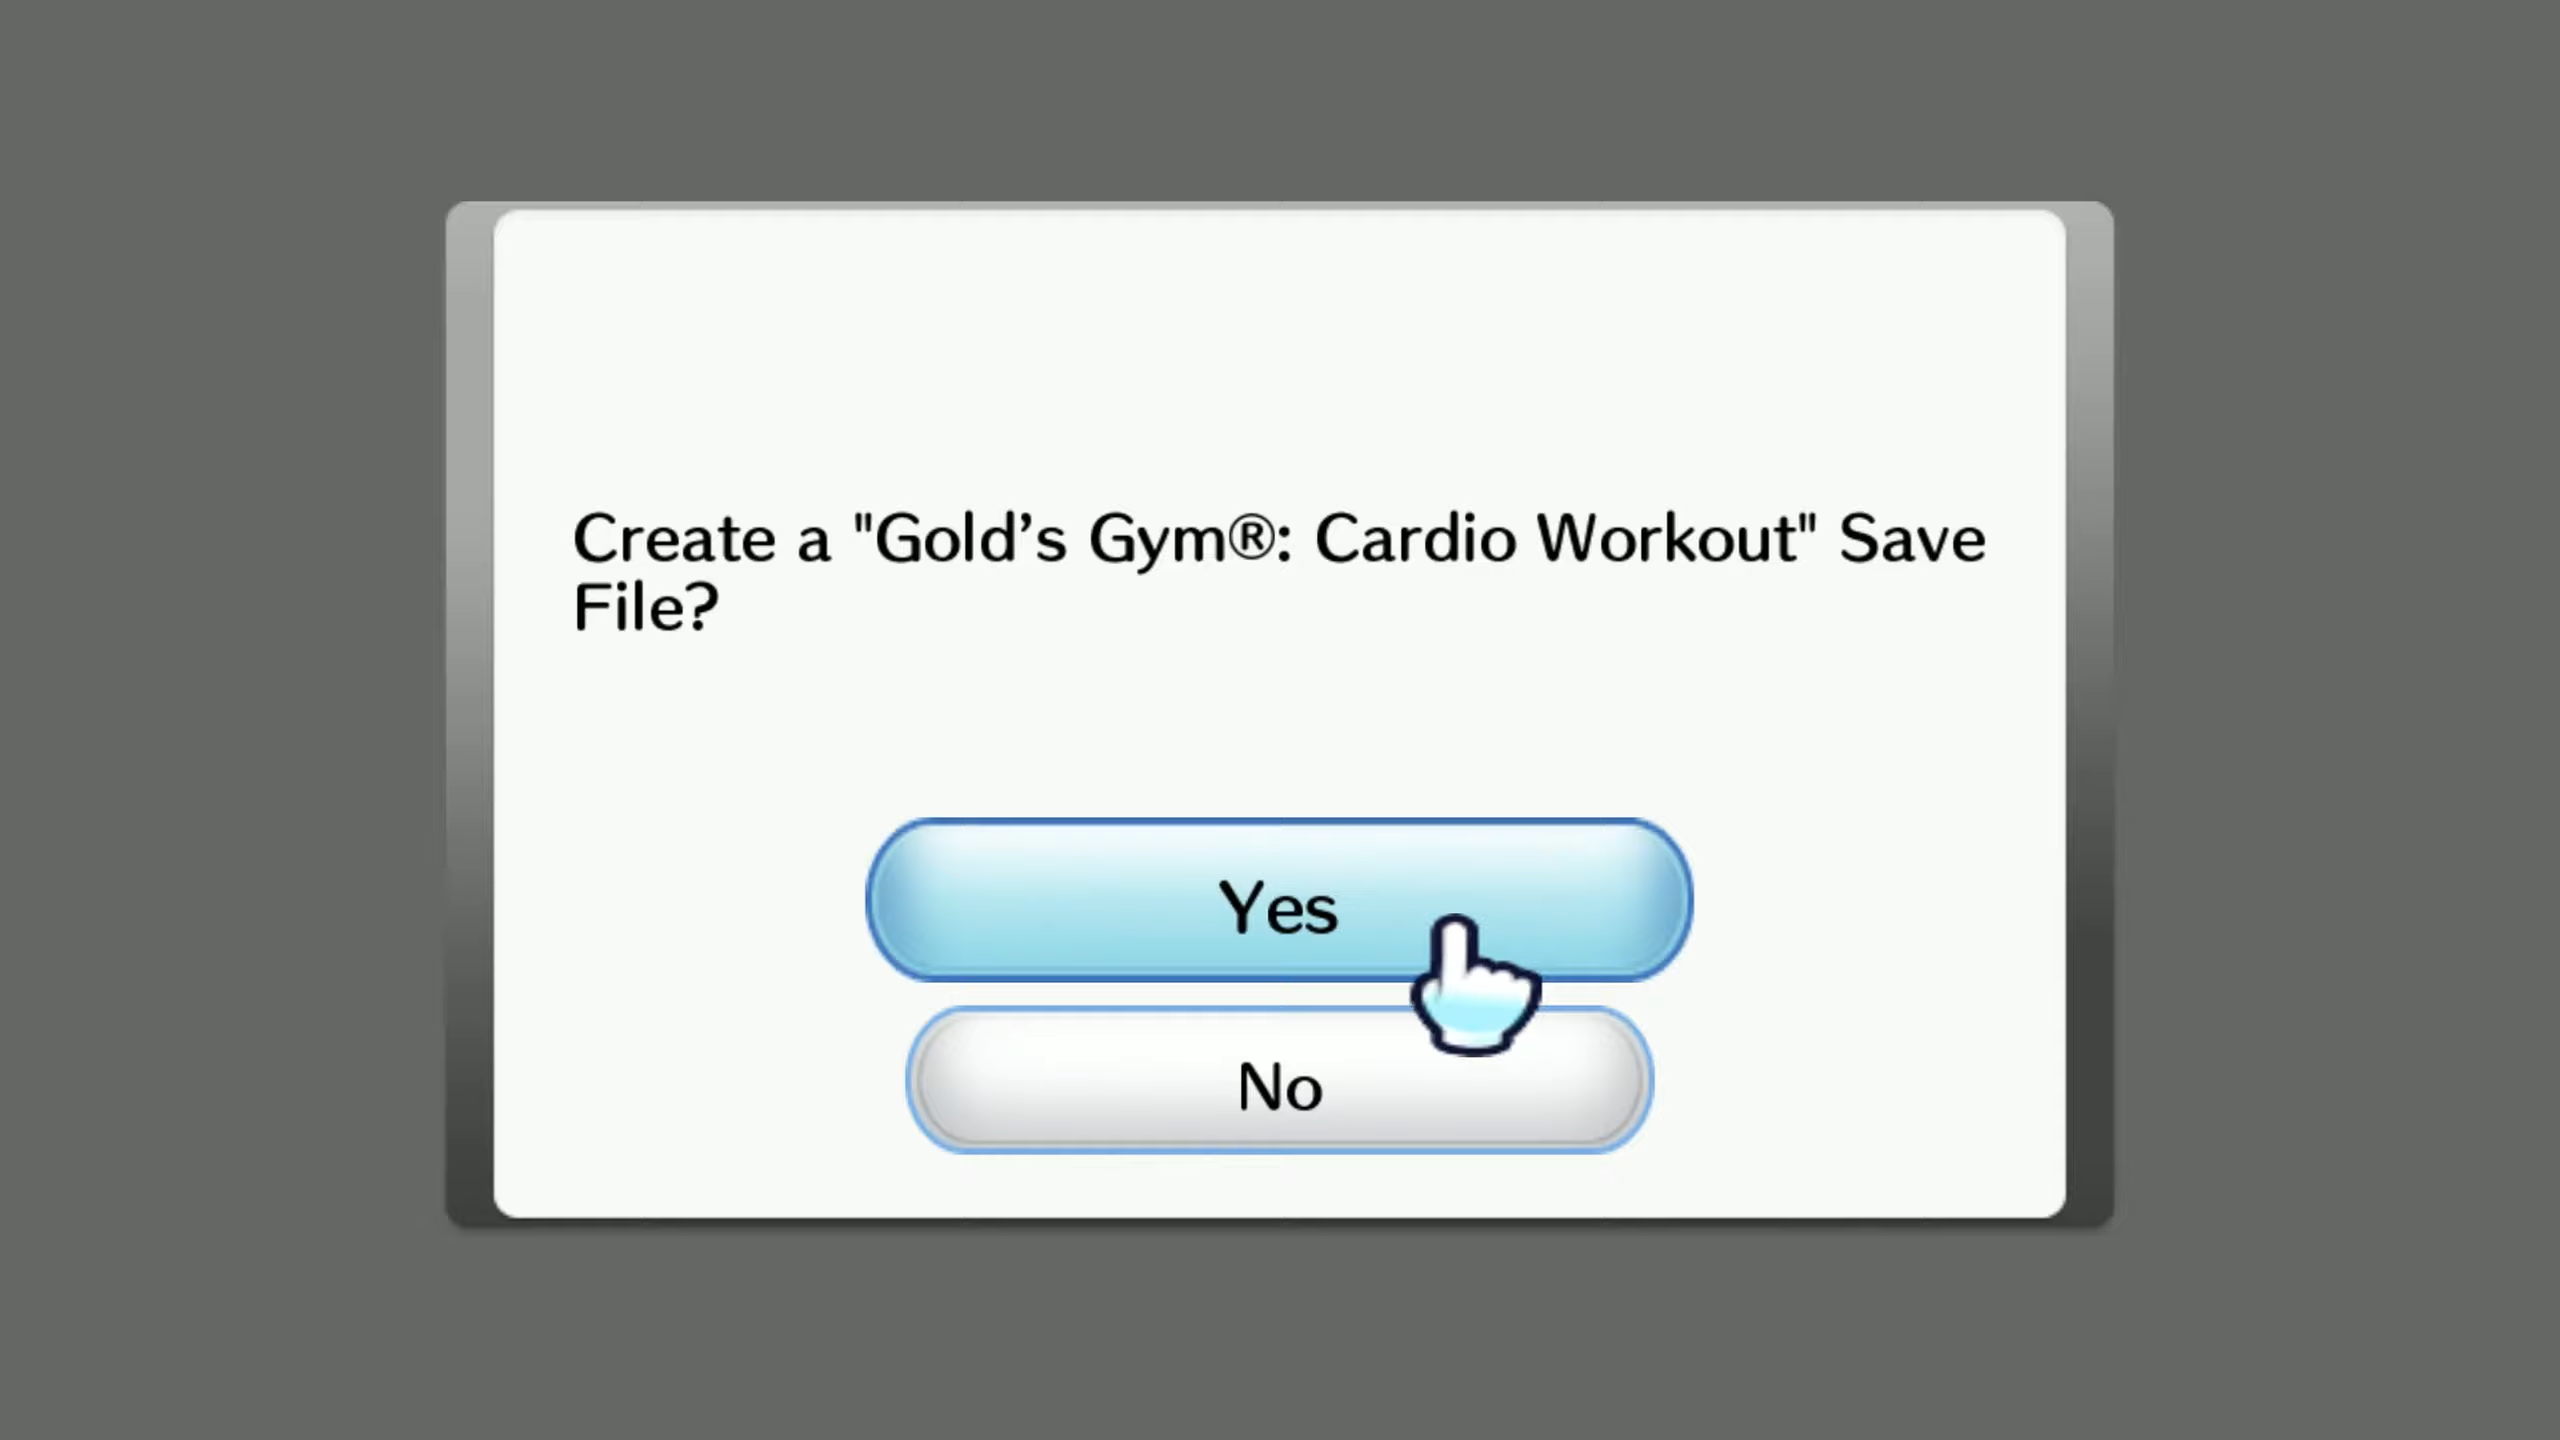 Create a "Gold’s Gym®: Cardio Workout" Save
File?
Yes
No